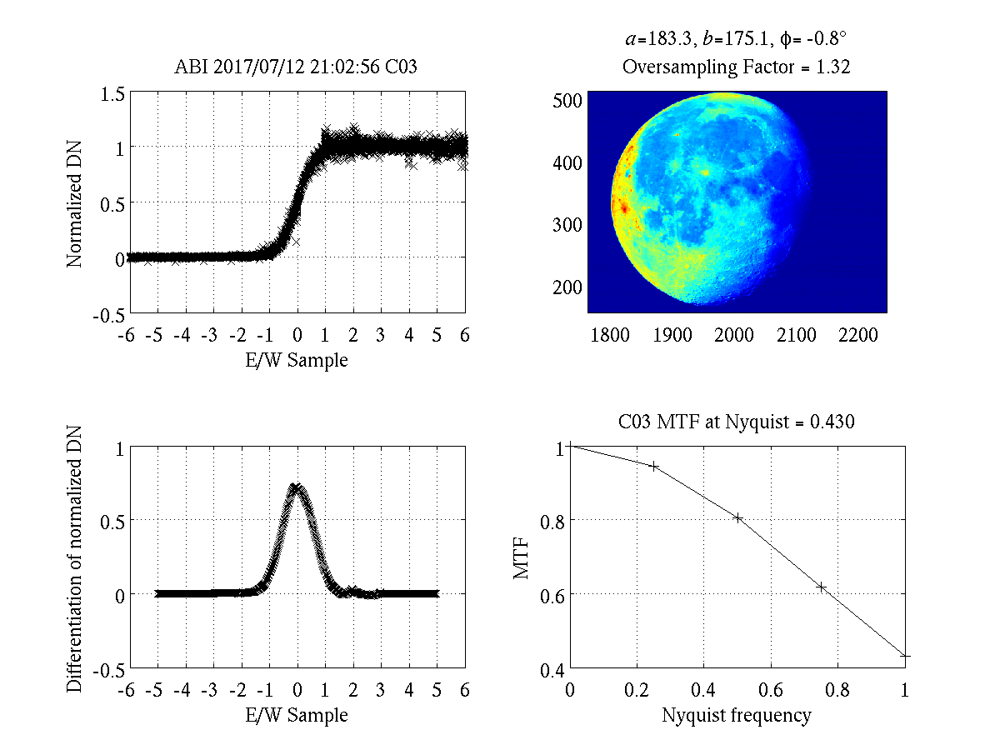 ABI 2017/07/12 21:02:56 C03
1.5
1
0.5
0
-0.5
Normalized DN
-6 -5 -4 -3 -2 -1 0 1 2 3 4 5 6
E/W Sample
a=183.3, b=175.1, ϕ= -0.8°
Oversampling Factor = 1.32
500
400
300
200
1800 1900 2000 2100 2200
1
0.5
0
-0.5
Differentiation of normalized DN
-6 -5 -4 -3 -2 -1 0 1 2 3 4 5 6
E/W Sample
C03 MTF at Nyquist = 0.430
1
0.8
0.6
0.4
MTF
0 0.2 0.4 0.6 0.8 1
Nyquist frequency